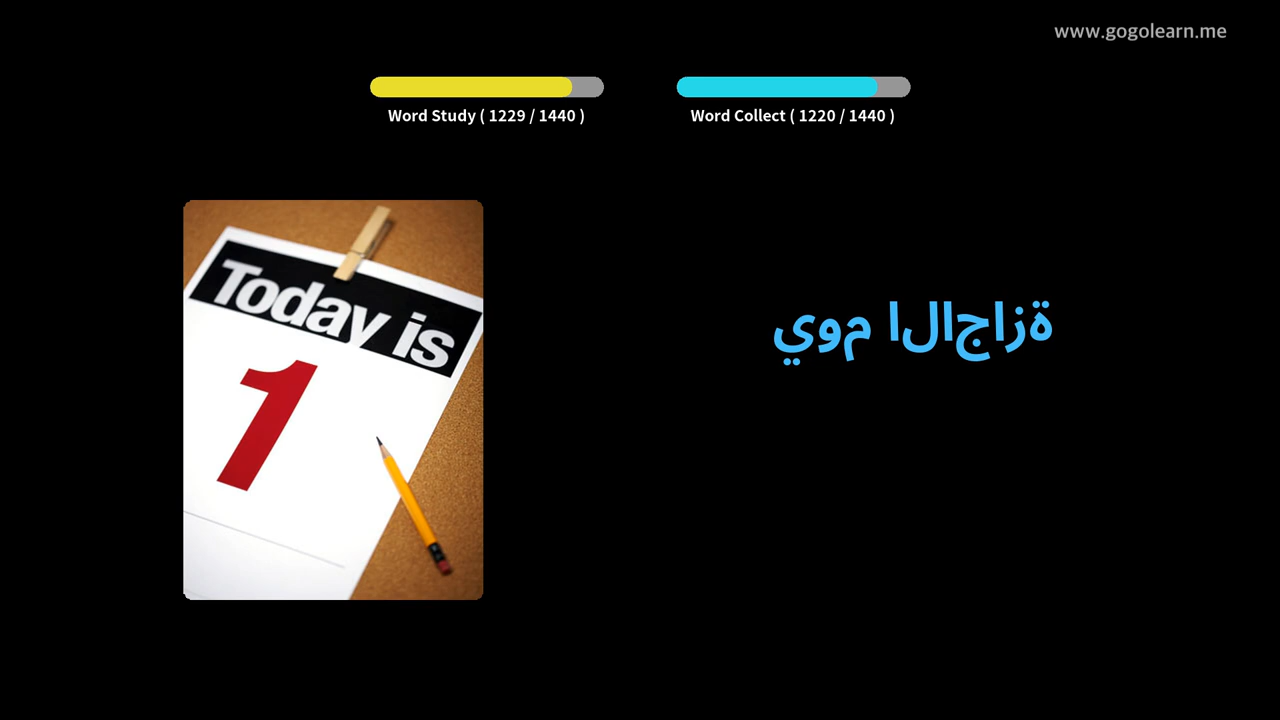 www.gogolearn.me
Word Study ( 1229 / 1440 )
Word Collect ( 1220 / 1440 )
Today is
1
يوم الاجازة